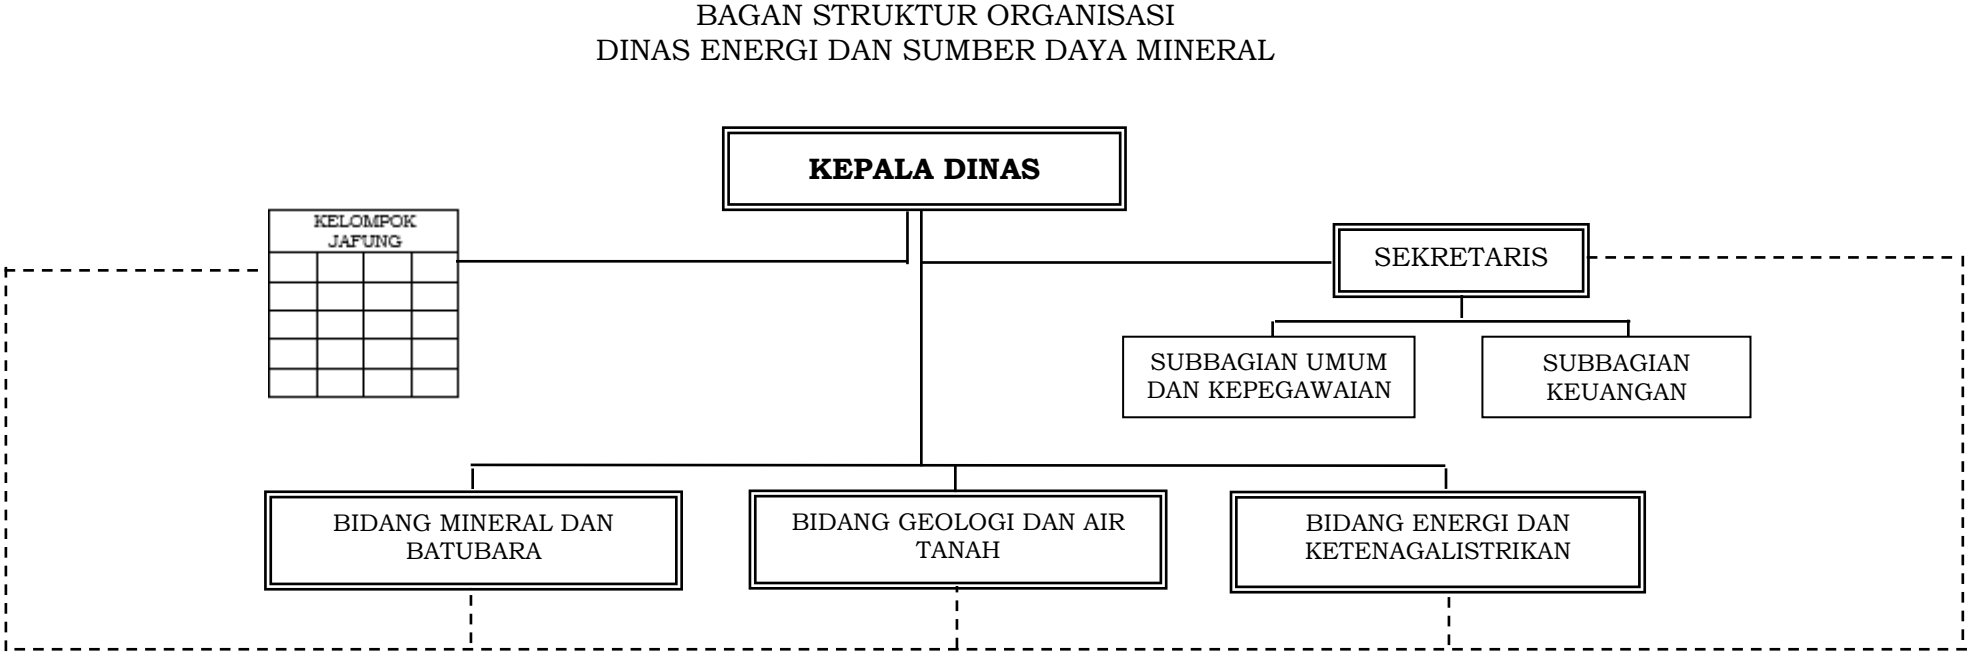 BAGAN STRUKTUR ORGANISASI
DINAS ENERGI DAN SUMBER DAYA MINERAL
KEPALA DINAS
KELOMPOK
JAFUNG
SEKRETARIS
SUBBAGIAN UMUM
DAN KEPEGAWAIAN
SUBBAGIAN
KEUANGAN
BIDANG MINERAL DAN
BATUBARA
BIDANG GEOLOGI DAN AIR
TANAH
BIDANG ENERGI DAN
KETENAGALISTRIKAN